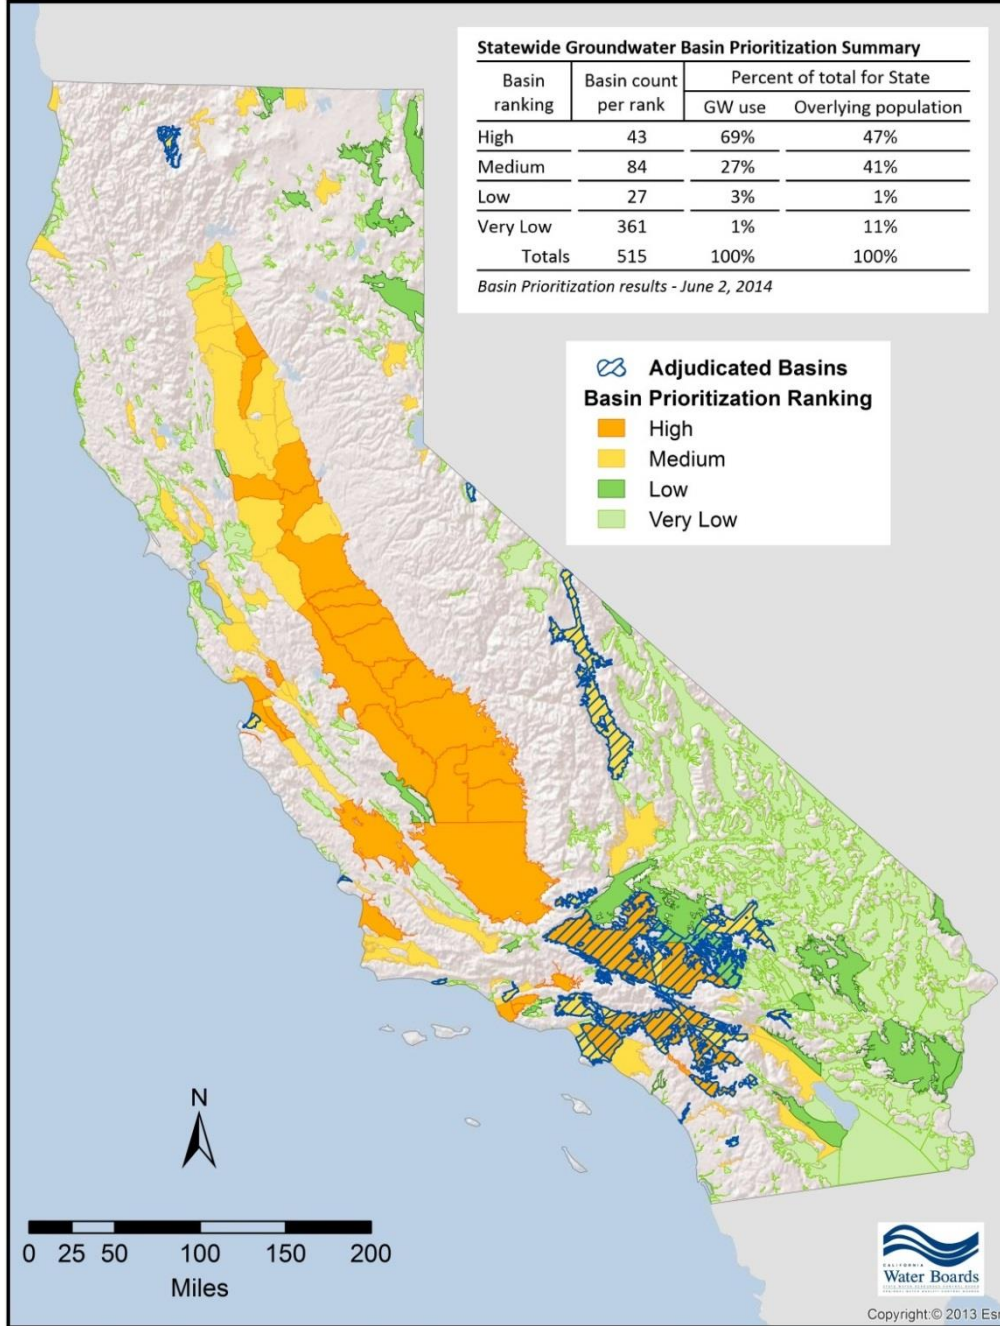 Statewide Groundwater Basin Prioritization Summary
Basin ranking Basin count per rank Percent of total for State
GW use Overlying population
High 43 69% 47%
Medium 84 27% 41%
Low 27 3% 1%
Very Low 361 1% 11%
Totals 515 100% 100%
Basin Prioritization results - June 2, 2014
Adjudicated Basins
Basin Prioritization Ranking
High
Medium
Low
Very Low
N
0 25 50 100 150 200
Miles
CALIFORNIA
Water Boards
Copyright:© 2013 Esr